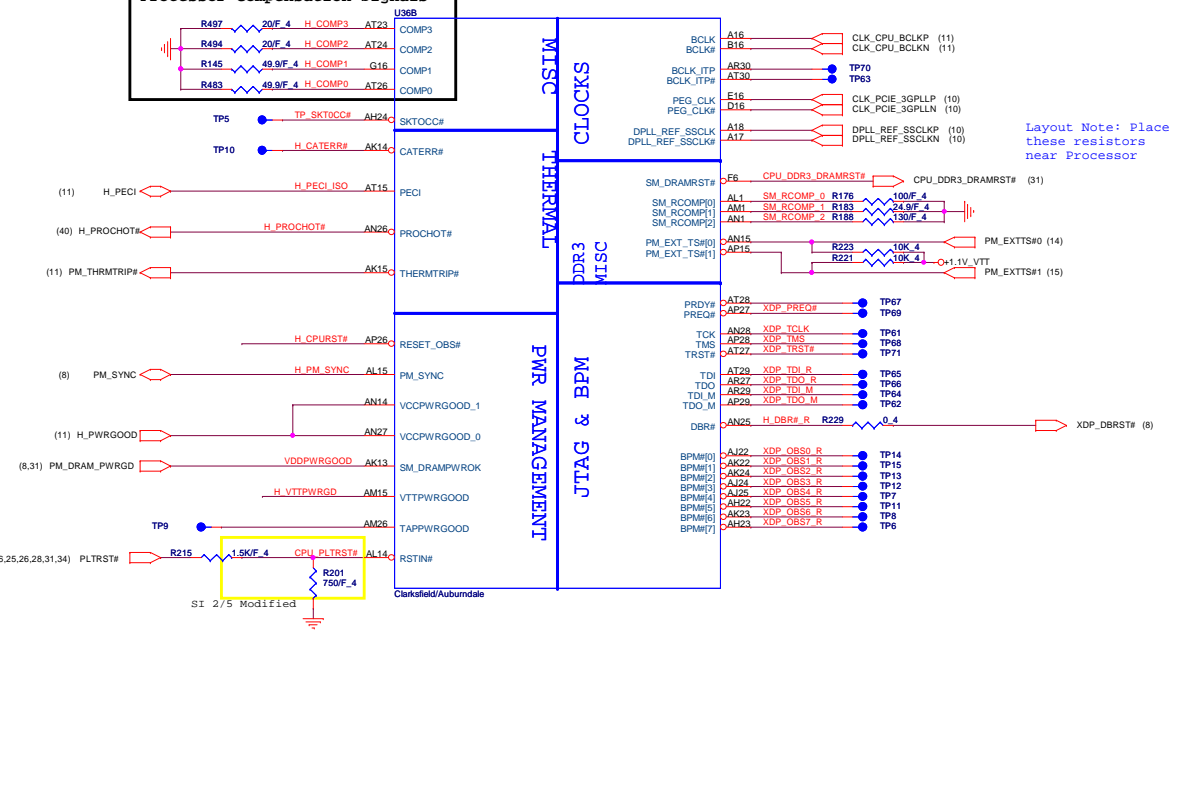 U36B
R497 20/F_4 H_COMP3 AT23 COMP3
R494 20/F_4 H_COMP2 AT24 COMP2
R145 49.9/F_4 H_COMP1 G16 COMP1
R483 49.9/F_4 H_COMP0 AT26 COMP0
TP5 TP_SKT0CC# AH24 SKTOCC#
TP10 H_CATERR# AK14 CATERR#
(11) H_PECI H_PECI_ISO AT15 PECI
(40) H_PROCHOT# H_PROCHOT# AN26 PROCHOT#
(11) PM_THRMTRIP# AK15 THERMTRIP#
H_CPURST# AP26 RESET_OBS#
(8) PM_SYNC H_PM_SYNC AL15 PM_SYNC
AN14 VCCPWRGOOD_1
(11) H_PWRGOOD AN27 VCCPWRGOOD_0
(8,31) PM_DRAM_PWRGD VDDPWRGOOD AK13 SM_DRAMPWROK
H_VTTPWRGD AM15 VTTPWRGOOD
TP9 AM26 TAPPWRGOOD
,25,26,28,31,34) PLTRST# R215 1.5K/F_4 CPU_PLTRST# AL14 RSTIN#
R201
750/F_4
SI 2/5 Modified
Clarksfield/Auburndale
MISC
THERMAL
PWR MANAGEMENT
CLOCKS
DDR3
MISC
JTAG & BPM
BCLK A16 CLK_CPU_BCLKP (11)
BCLK# B16 CLK_CPU_BCLKN (11)
BCLK_ITP AR30 TP70
BCLK_ITP# AT30 TP63
PEG_CLK E16 CLK_PCIE_3GPLLP (10)
PEG_CLK# D16 CLK_PCIE_3GPLLN (10)
DPLL_REF_SSCLK A18 DPLL_REF_SSCLKP (10)
DPLL_REF_SSCLK# A17 DPLL_REF_SSCLKN (10)
Layout Note: Place
these resistors
near Processor
SM_DRAMRST# F6 CPU_DDR3_DRAMRST# CPU_DDR3_DRAMRST# (31)
SM_RCOMP[0] AL1 SM_RCOMP_0 R176 100/F_4
SM_RCOMP[1] AM1 SM_RCOMP_1 R183 24.9/F_4
SM_RCOMP[2] AN1 SM_RCOMP_2 R188 130/F_4
PM_EXT_TS#[0] AN15 PM_EXTTS#0 (14)
PM_EXT_TS#[1] AP15 R223 10K_4
R221 10K_4 +1.1V_VTT
PM_EXTTS#1 (15)
PRDY# AT28 TP67
PREQ# AP27 XDP_PREQ# TP69
TCK AN28 XDP_TCLK TP61
TMS AP28 XDP_TMS TP68
TRST# AT27 XDP_TRST# TP71
TDI AT29 XDP_TDI_R TP65
TDO AR27 XDP_TDO_R TP66
TDI_M AR29 XDP_TDI_M TP64
TDO_M AP29 XDP_TDO_M TP62
DBR# AN25 H_DBR#_R R229 0_4 XDP_DBRST# (8)
BPM#[0] AJ22 XDP_OBS0_R TP14
BPM#[1] AK22 XDP_OBS1_R TP15
BPM#[2] AK24 XDP_OBS2_R TP13
BPM#[3] AJ24 XDP_OBS3_R TP12
BPM#[4] AJ25 XDP_OBS4_R TP7
BPM#[5] AH22 XDP_OBS5_R TP11
BPM#[6] AK23 XDP_OBS6_R TP8
BPM#[7] AH23 XDP_OBS7_R TP6